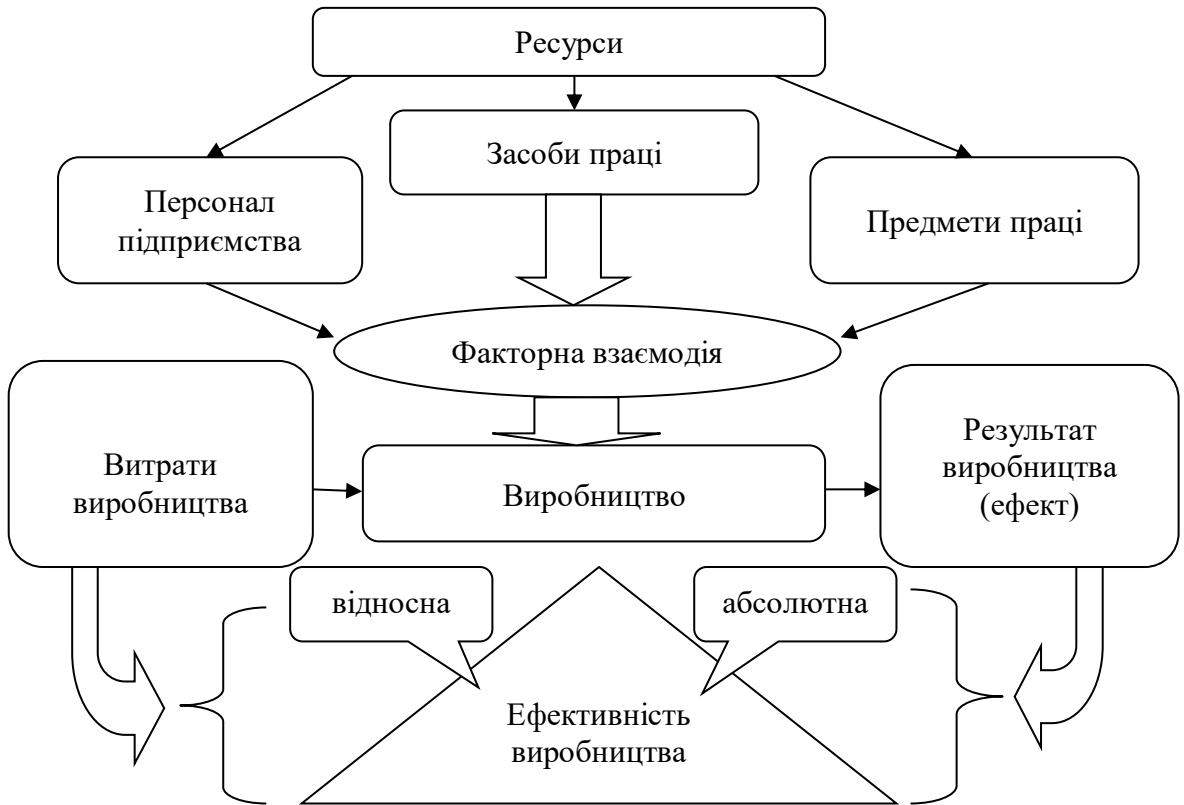 Ресурси
Засоби праці
Персонал
підприємства
Предмети праці
Факторна взаємодія
Витрати
виробництва
Виробництво
Результат
виробництва
(ефект)
відносна
абсолютна
Ефективність
виробництва